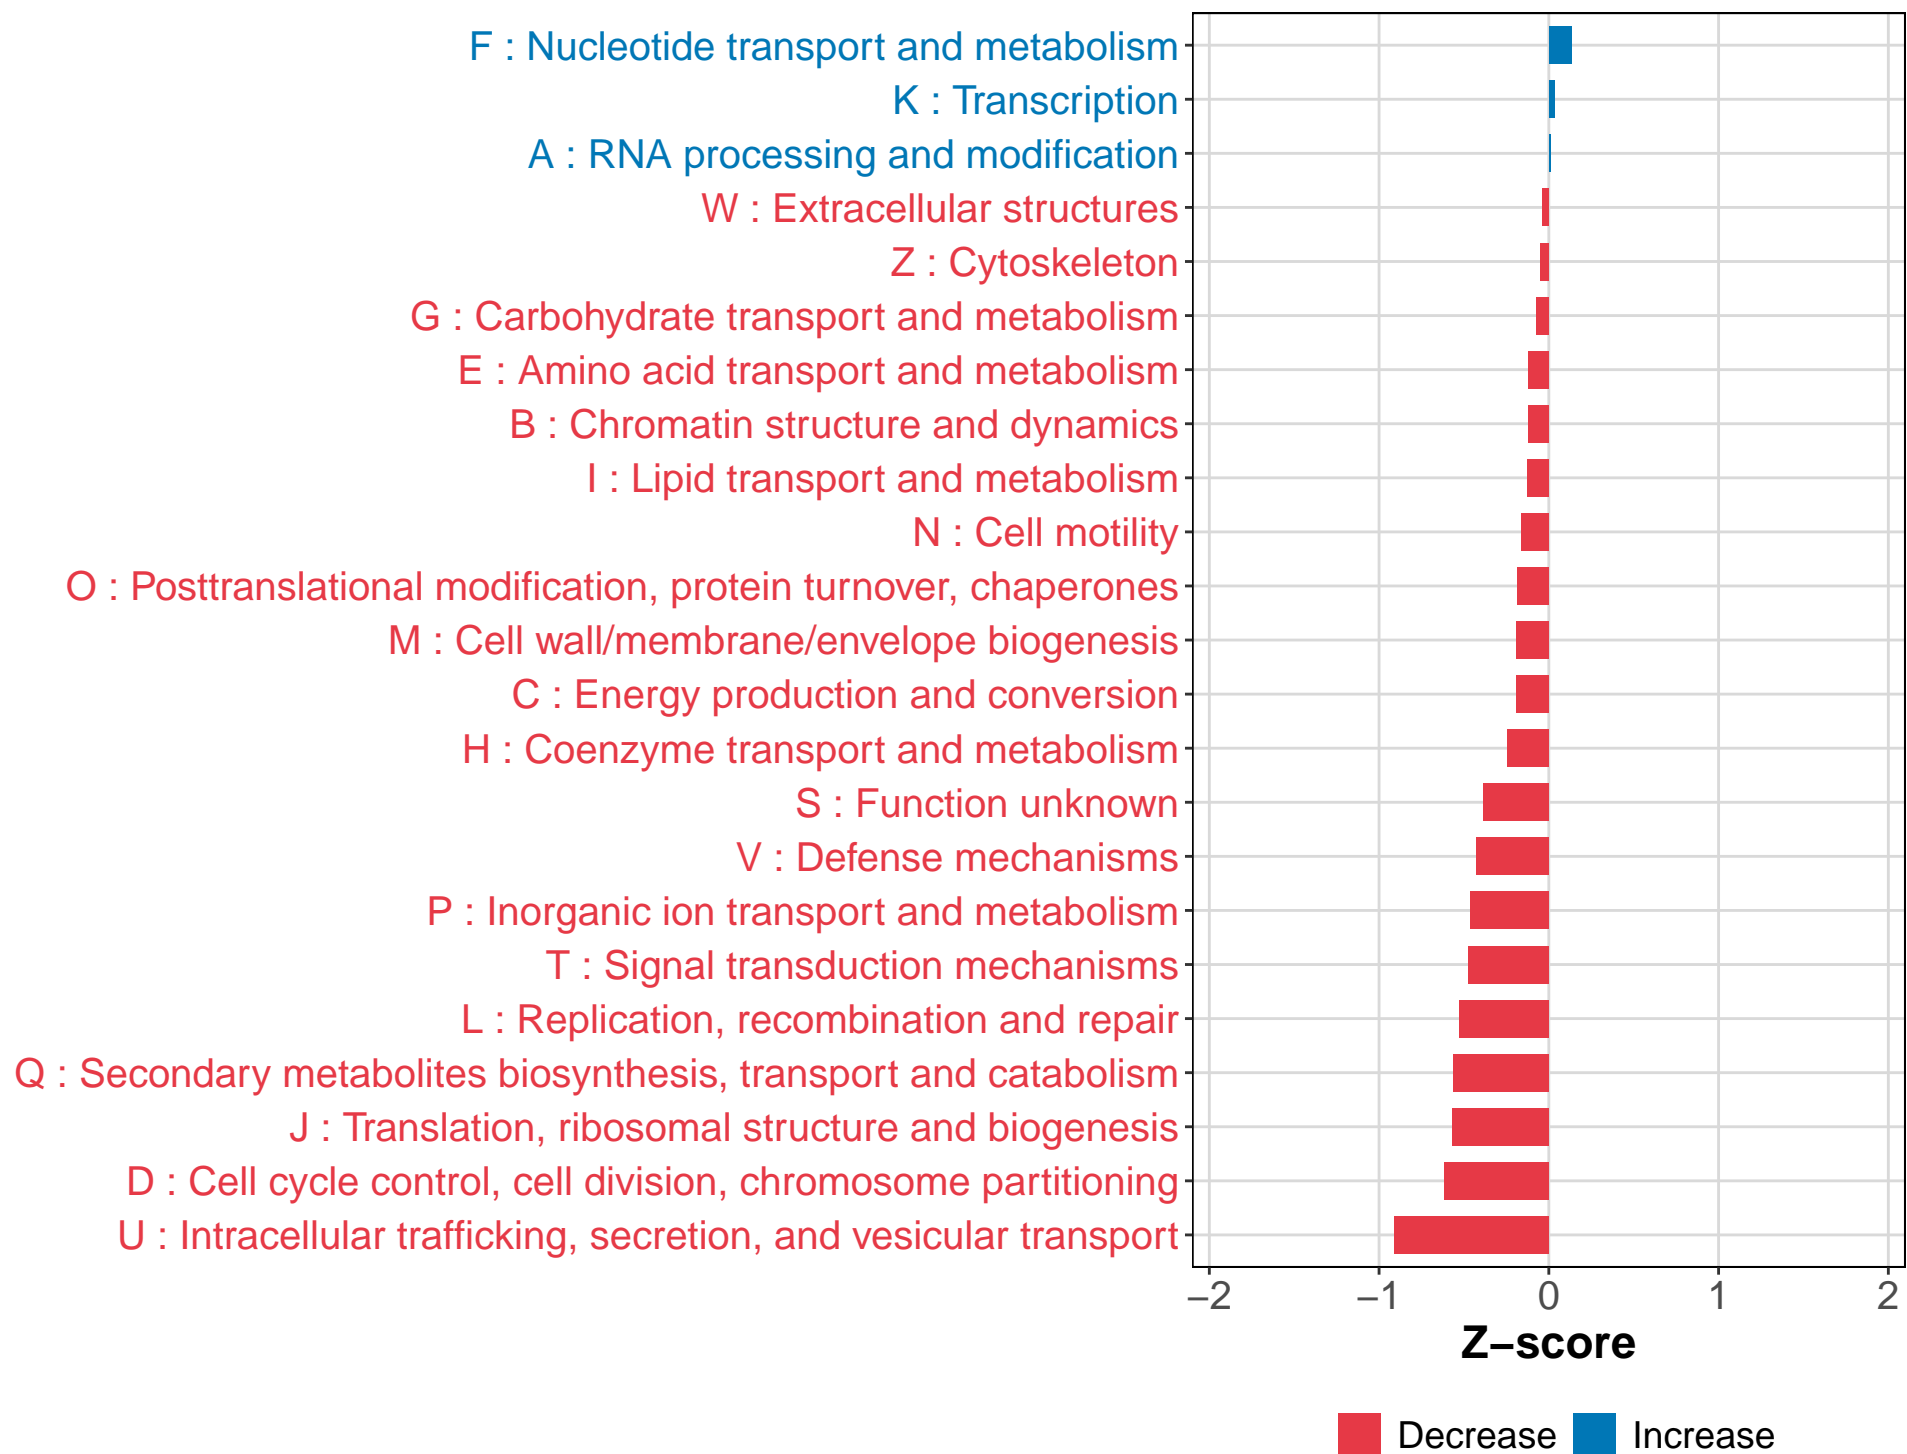 F : Nucleotide transport and metabolism
K : Transcription
A : RNA processing and modification
W : Extracellular structures
Z : Cytoskeleton
G : Carbohydrate transport and metabolism
E : Amino acid transport and metabolism
B : Chromatin structure and dynamics
I : Lipid transport and metabolism
N : Cell motility
O : Posttranslational modification, protein turnover, chaperones
M : Cell wall/membrane/envelope biogenesis
C : Energy production and conversion
H : Coenzyme transport and metabolism
S : Function unknown
V : Defense mechanisms
P : Inorganic ion transport and metabolism
T : Signal transduction mechanisms
L : Replication, recombination and repair
Q : Secondary metabolites biosynthesis, transport and catabolism
J : Translation, ribosomal structure and biogenesis
D : Cell cycle control, cell division, chromosome partitioning
U : Intracellular trafficking, secretion, and vesicular transport
−2 −1 0 1 2
Z−score
Decrease Increase